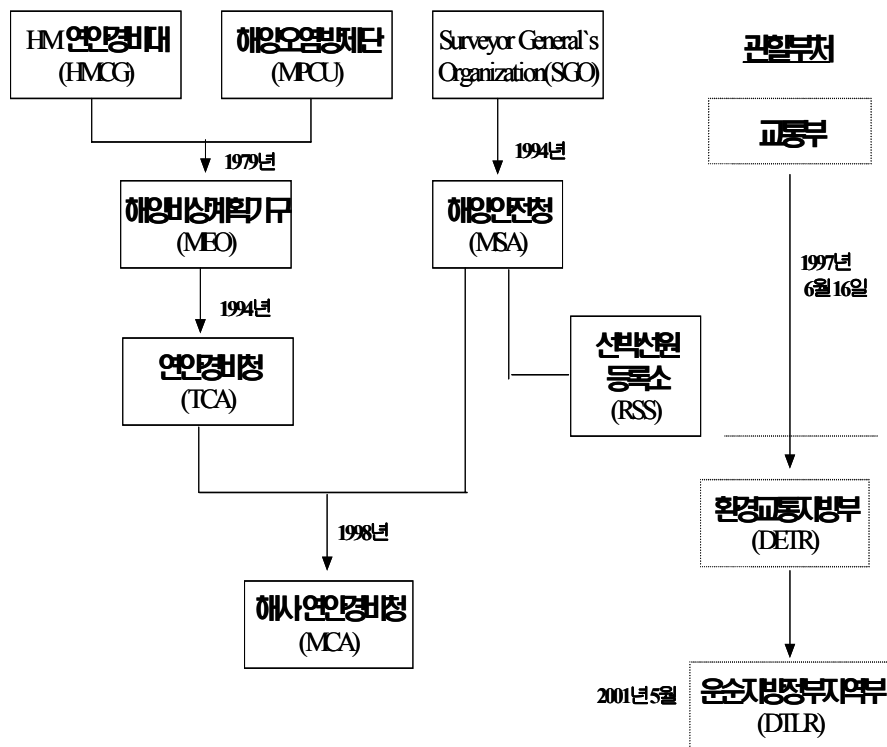 HM 연안경비대
(HMCG)
해양오염방제단
(MPCU)
Surveyor General`s
Organization(SGO)
관할부처
교통부
1979년
1994년
해양비상계획기구
(MEO)
해양안전청
(MSA)
1997년
6월 16일
1994년
연안경비청
(TCA)
선박선원
등록소
(RSS)
환경교통지방부
(DETR)
1998년
해사연안경비청
(MCA)
2001년 5월
운순지방정부지역부
(DTLR)